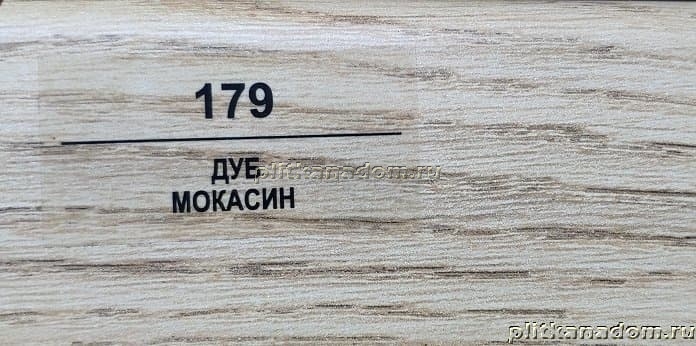 179
ДУБ
МОКАСИН
plitkanadom.ru
plitkanadom.ru